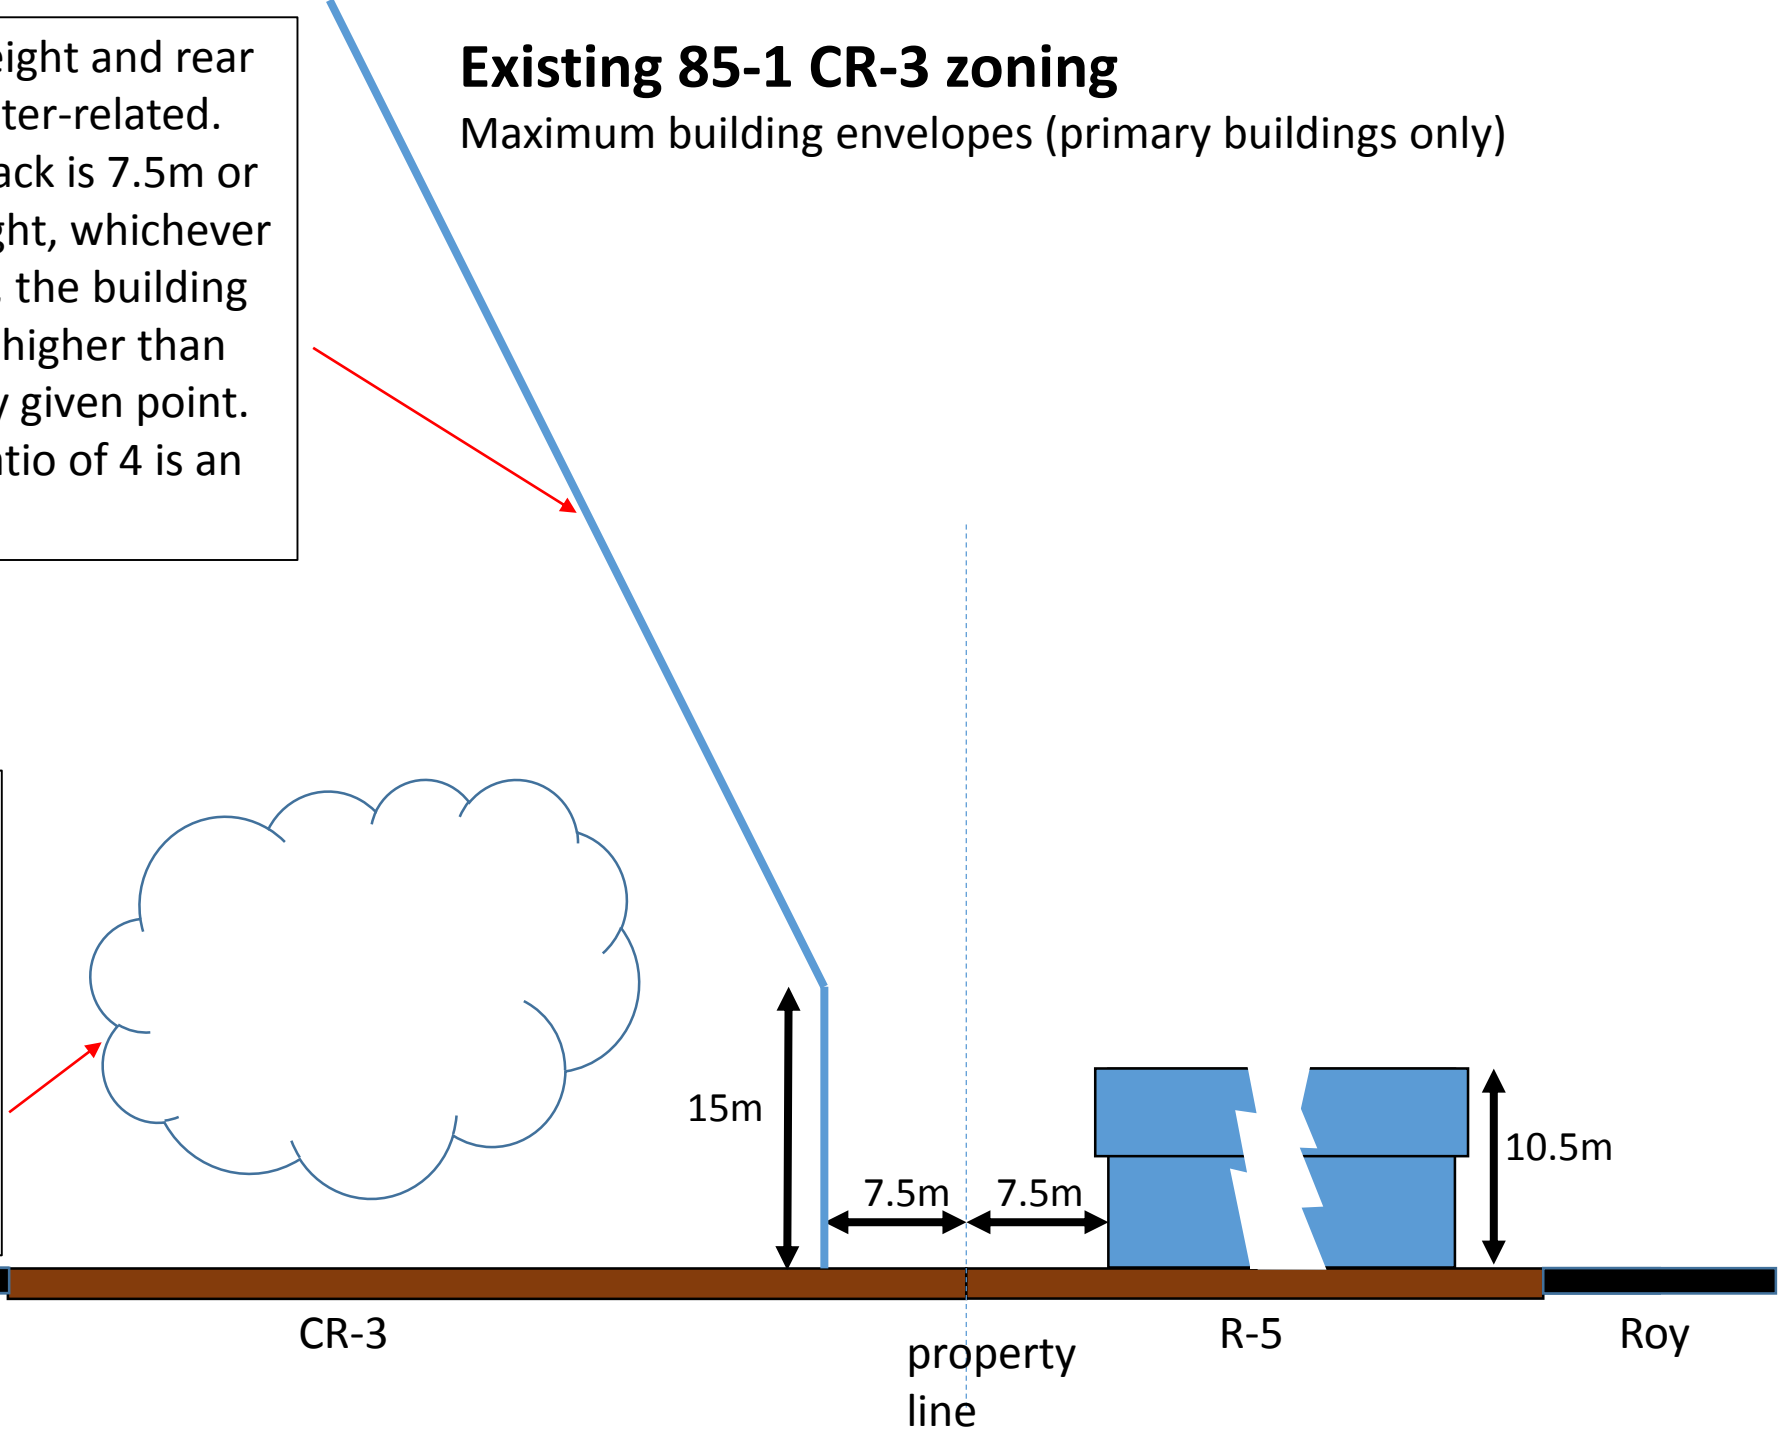 eight and rear
ter-related.
ack is 7.5m or
ght, whichever
the building
higher than
y given point.
atio of 4 is an
Existing 85-1 CR-3 zoning
Maximum building envelopes (primary buildings only)
15m
7.5m
7.5m
10.5m
CR-3
property
line
R-5
Roy